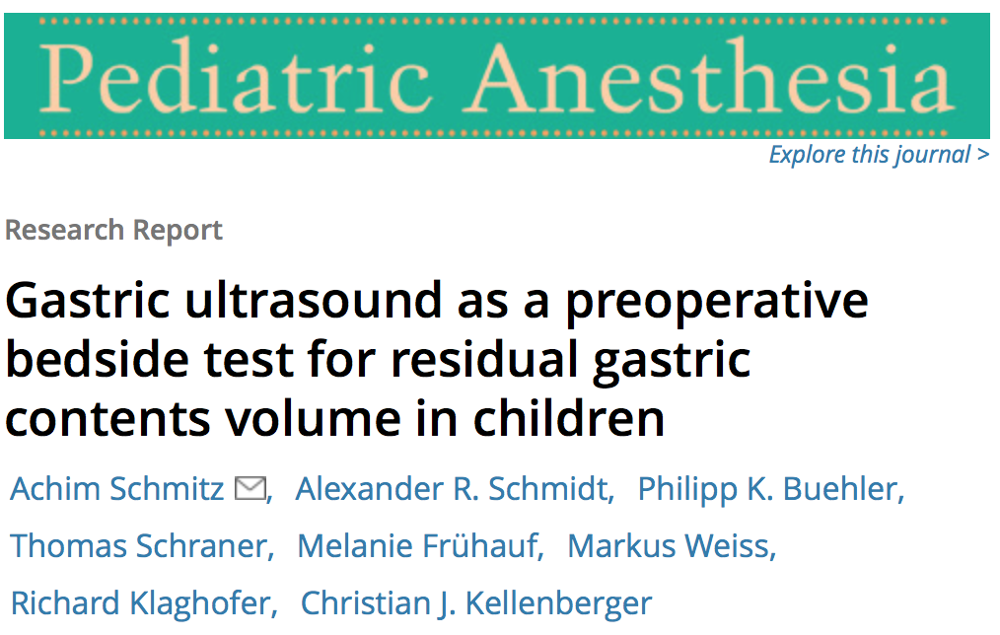 Pediatric Anesthesia
Explore this journal >
Research Report
Gastric ultrasound as a preoperative
bedside test for residual gastric
contents volume in children
Achim Schmitz, Alexander R. Schmidt, Philipp K. Buehler,
Thomas Schraner, Melanie Frühauf, Markus Weiss,
Richard Klaghofer, Christian J. Kellenberger